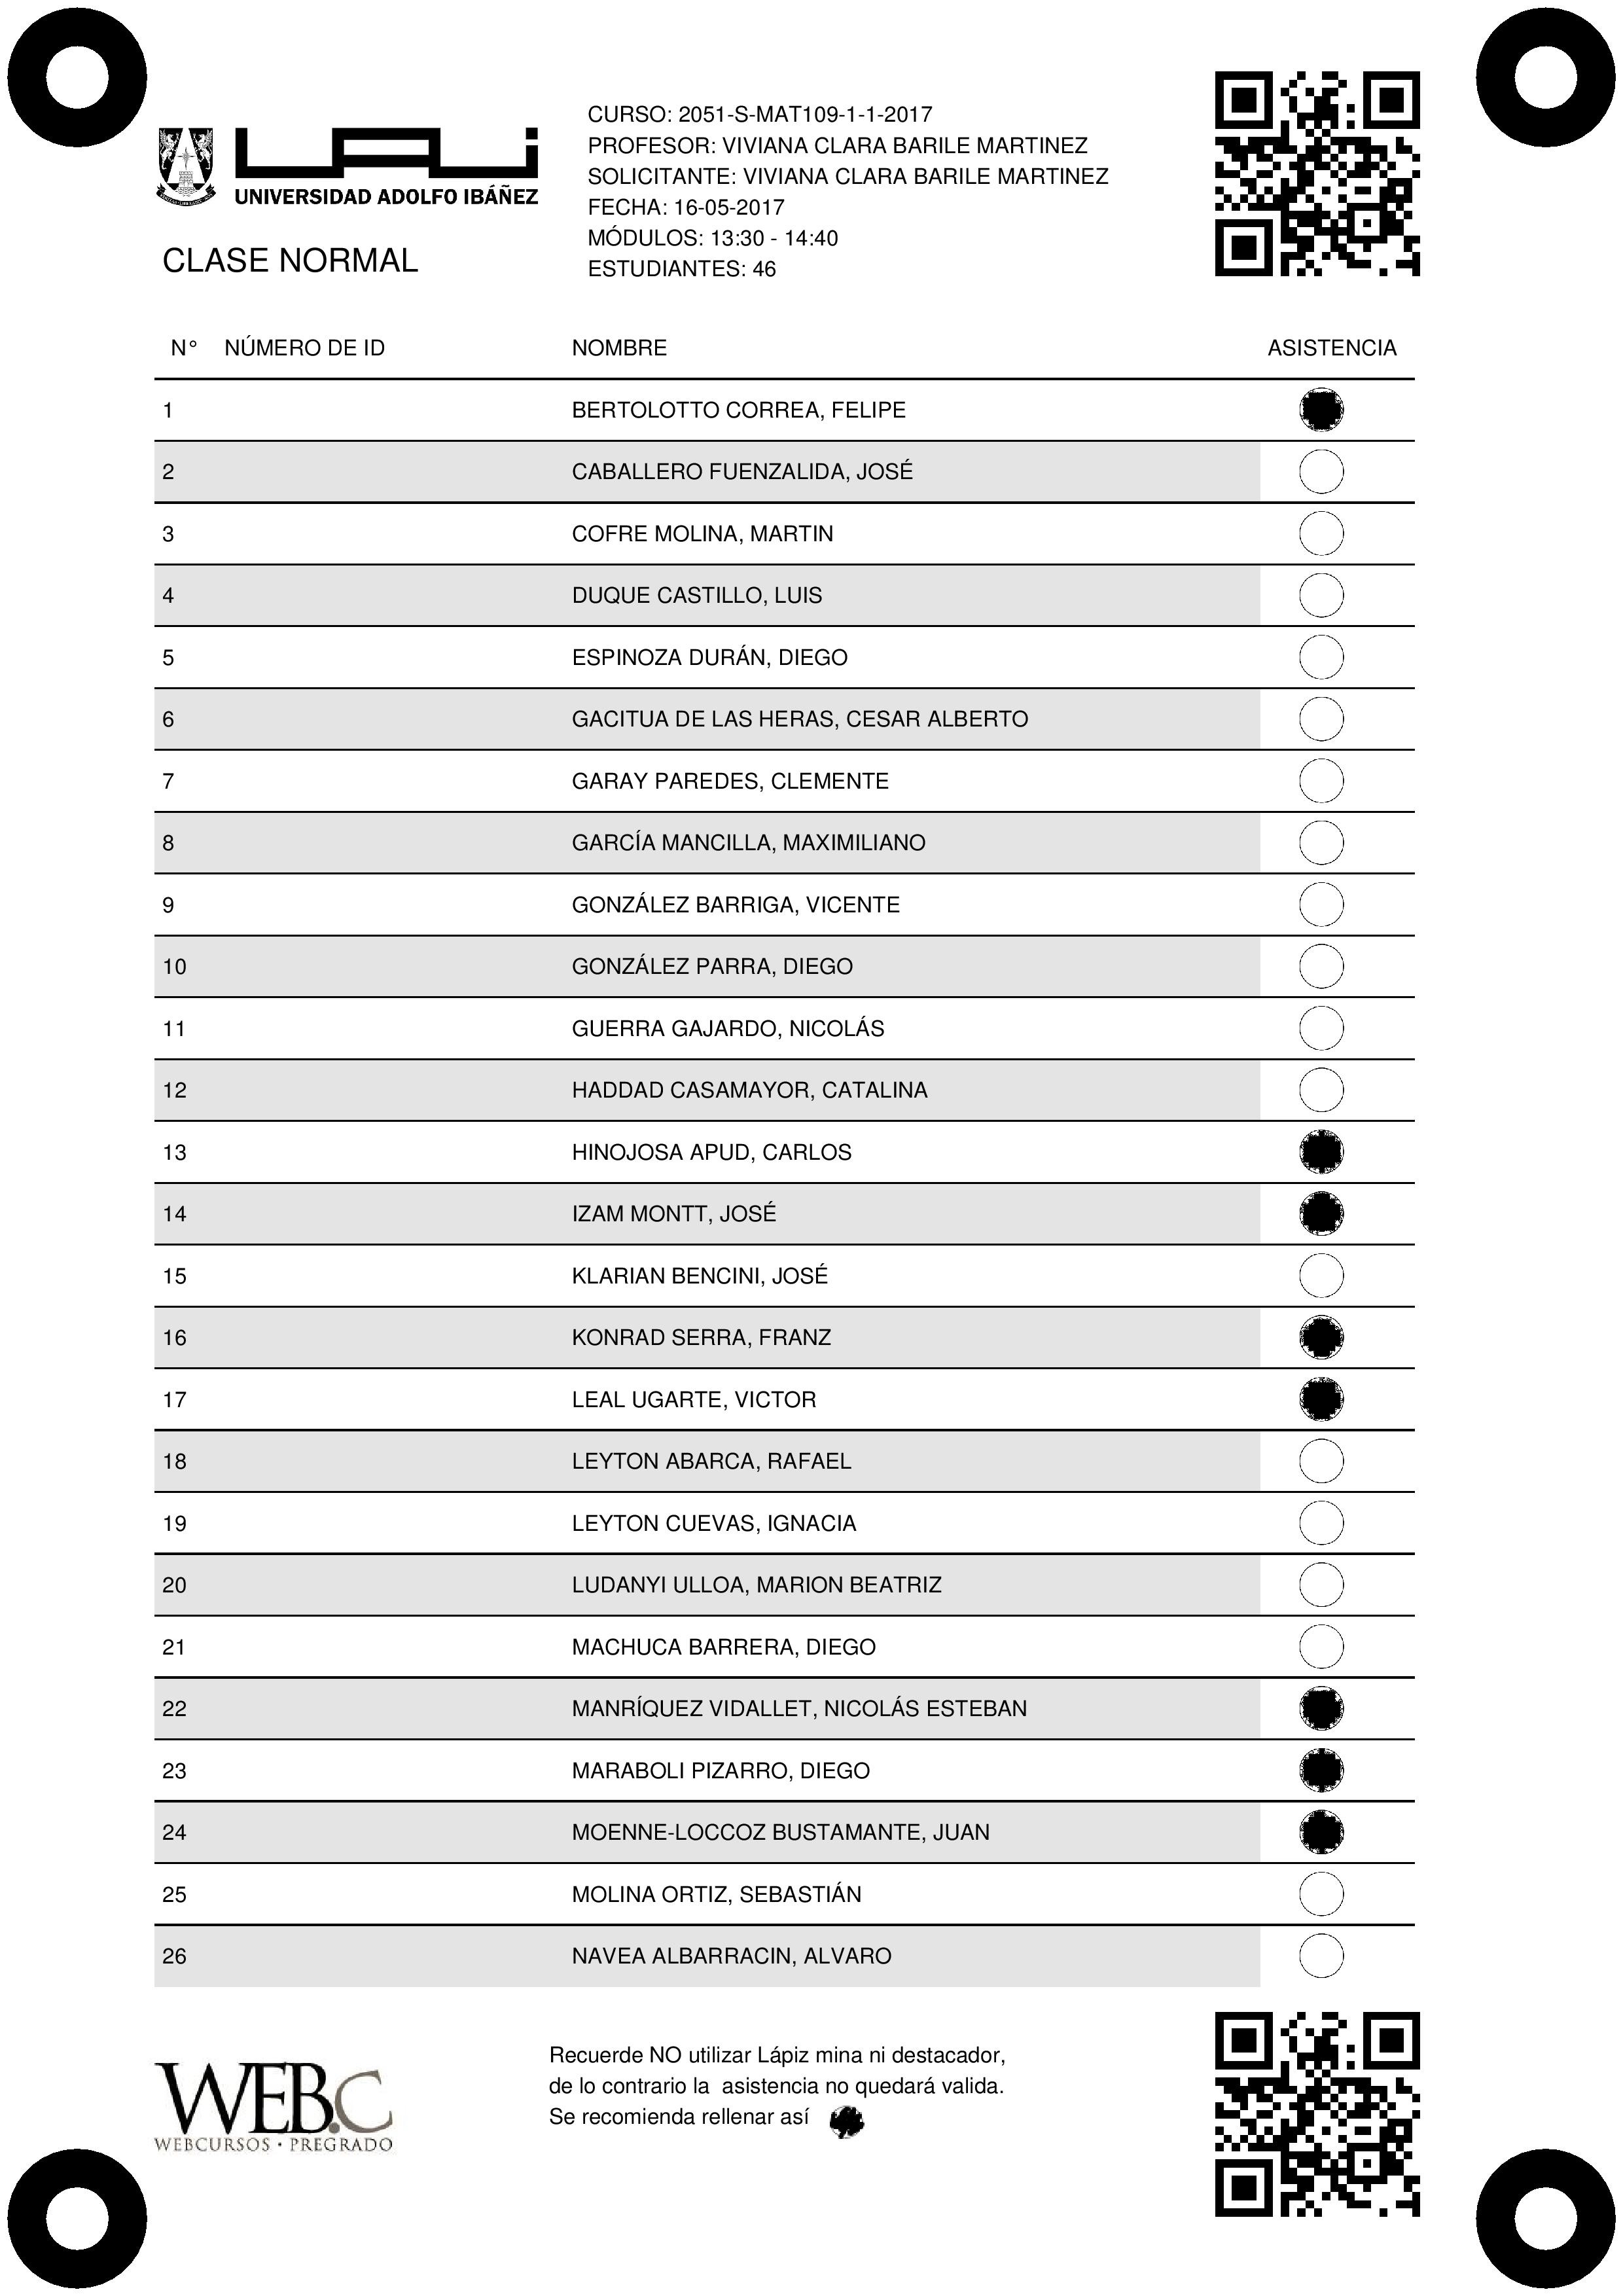 UAi
UNIVERSIDAD ADOLFO IBÁÑEZ
CLASE NORMAL
CURSO: 2051-S-MAT109-1-1-2017
PROFESOR: VIVIANA CLARA BARILE MARTINEZ
SOLICITANTE: VIVIANA CLARA BARILE MARTINEZ
FECHA: 16-05-2017
MÓDULOS: 13:30 - 14:40
ESTUDIANTES: 46
N° NÚMERO DE ID NOMBRE ASISTENCIA
1 BERTOLOTTO CORREA, FELIPE
2 CABALLERO FUENZALIDA, JOSÉ
3 COFRE MOLINA, MARTIN
4 DUQUE CASTILLO, LUIS
5 ESPINOZA DURÁN, DIEGO
6 GACITUA DE LAS HERAS, CESAR ALBERTO
7 GARAY PAREDES, CLEMENTE
8 GARCÍA MANCILLA, MAXIMILIANO
9 GONZÁLEZ BARRIGA, VICENTE
10 GONZÁLEZ PARRA, DIEGO
11 GUERRA GAJARDO, NICOLÁS
12 HADDAD CASAMAYOR, CATALINA
13 HINOJOSA APUD, CARLOS
14 IZAM MONTT, JOSÉ
15 KLARIAN BENCINI, JOSÉ
16 KONRAD SERRA, FRANZ
17 LEAL UGARTE, VICTOR
18 LEYTON ABARCA, RAFAEL
19 LEYTON CUEVAS, IGNACIA
20 LUDANYI ULLOA, MARION BEATRIZ
21 MACHUCA BARRERA, DIEGO
22 MANRÍQUEZ VIDALLET, NICOLÁS ESTEBAN
23 MARABOLI PIZARRO, DIEGO
24 MOENNE-LOCCOZ BUSTAMANTE, JUAN
25 MOLINA ORTIZ, SEBASTIÁN
26 NAVEA ALBARRACIN, ALVARO
WEB.C
WEBCURSOS · PREGRADO
Recuerde NO utilizar Lápiz mina ni destacador,
de lo contrario la asistencia no quedará valida.
Se recomienda rellenar así